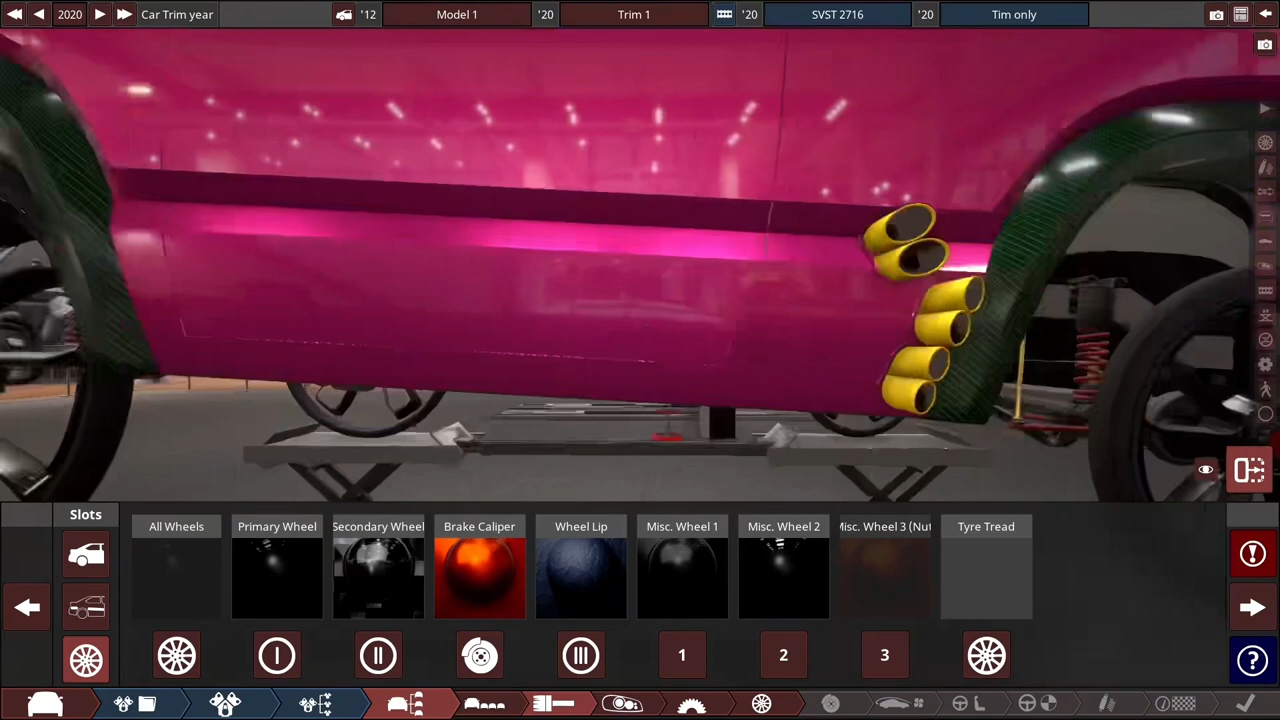 2020 Car Trim year '12 Model 1 '20 Trim 1 '20 SVST 2716 '20 Tim only
Slots
All Wheels Primary Wheel Secondary Wheel Brake Caliper Wheel Lip Misc. Wheel 1 Misc. Wheel 2 Misc. Wheel 3 (Nut Tyre Tread
1 2 3